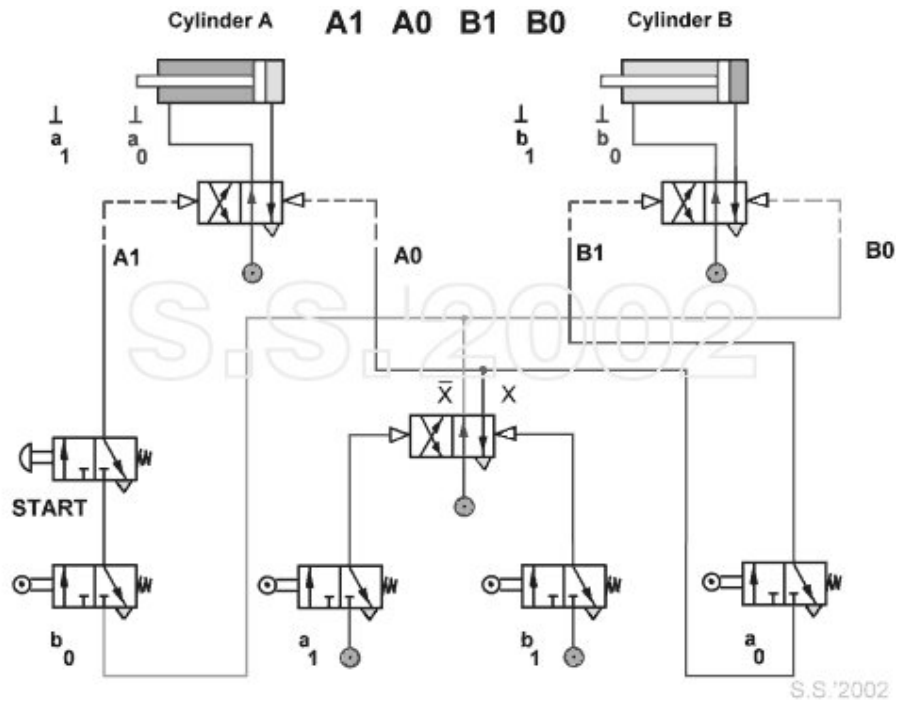 Cylinder A A1 A0 B1 B0 Cylinder B
⊥ ⊥ ⊥ ⊥
a1 a0 b1 b0
A1 A0 B1 B0
S.S.'2002
X̅ X
START
b0 a1 b1 a0
S.S.'2002